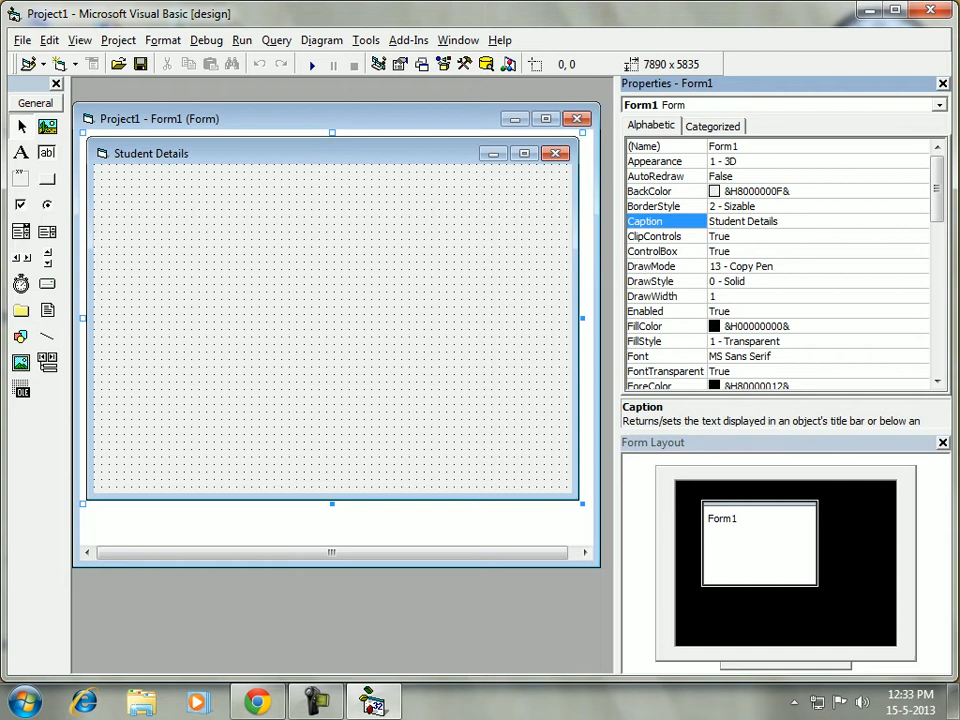 Project1 - Microsoft Visual Basic [design]
File Edit View Project Format Debug Run Query Diagram Tools Add-Ins Window Help
0, 0 7890 x 5835
General
A ab|
xv
OLE
Project1 - Form1 (Form)
Student Details
Properties - Form1
Form1 Form
Alphabetic Categorized
(Name) Form1
Appearance 1 - 3D
AutoRedraw False
BackColor &H8000000F&
BorderStyle 2 - Sizable
Caption Student Details
ClipControls True
ControlBox True
DrawMode 13 - Copy Pen
DrawStyle 0 - Solid
DrawWidth 1
Enabled True
FillColor &H00000000&
FillStyle 1 - Transparent
Font MS Sans Serif
FontTransparent True
ForeColor &H80000012&
Caption
Returns/sets the text displayed in an object's title bar or below an
Form Layout
Form1
32
12:33 PM
15-5-2013